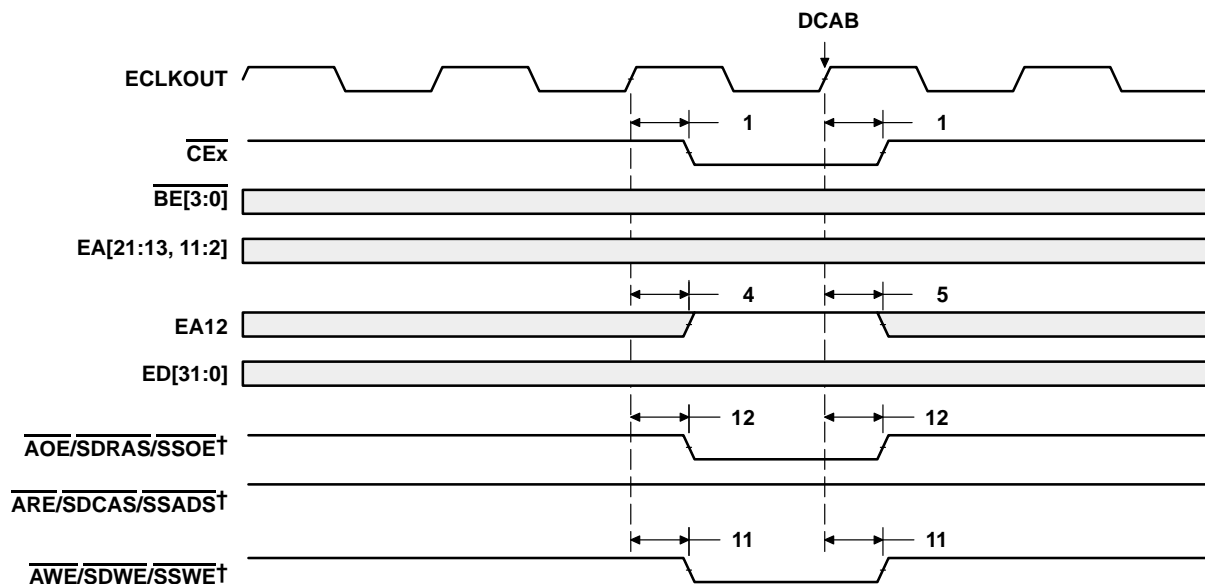 DCAB
ECLKOUT
1 1
CEx
BE[3:0]
EA[21:13, 11:2]
4 5
EA12
ED[31:0]
12 12
AOE/SDRAS/SSOE†
ARE/SDCAS/SSADS†
11 11
AWE/SDWE/SSWE†